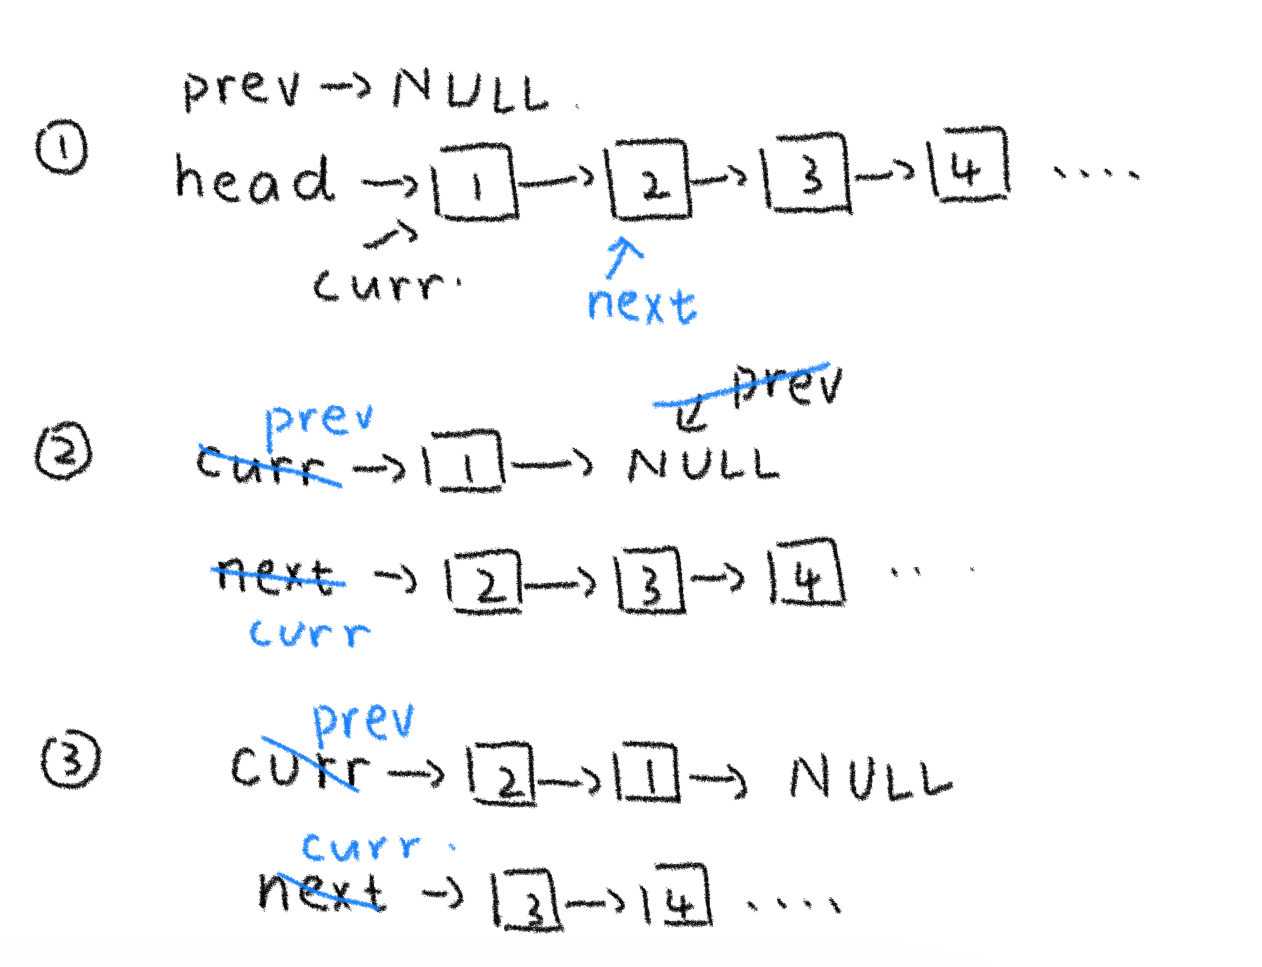 prev → NULL
① head → 1 → 2 → 3 → 4 ....
curr.
next
prev
prev
② curr → 1 → NULL
next → 2 → 3 → 4 ...
curr
prev
③ curr → 2 → 1 → NULL
curr.
next → 3 → 4 ....